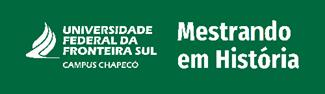 UNIVERSIDADE
FEDERAL DA
FRONTEIRA SUL
CAMPUS CHAPECÓ
Mestrando
em História